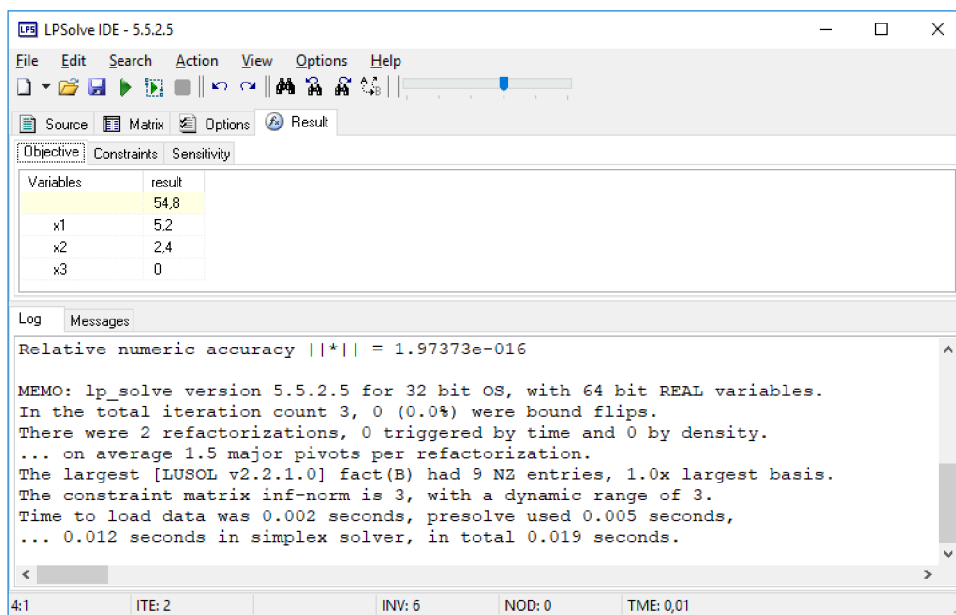 LPS LPSolve IDE - 5.5.2.5
File Edit Search Action View Options Help
Source Matrix Options Result
Objective Constraints Sensitivity
Variables result
54,8
x1 5,2
x2 2,4
x3 0
Log Messages
Relative numeric accuracy ||*|| = 1.97373e-016
MEMO: lp_solve version 5.5.2.5 for 32 bit OS, with 64 bit REAL variables.
In the total iteration count 3, 0 (0.0%) were bound flips.
There were 2 refactorizations, 0 triggered by time and 0 by density.
... on average 1.5 major pivots per refactorization.
The largest [LUSOL v2.2.1.0] fact(B) had 9 NZ entries, 1.0x largest basis.
The constraint matrix inf-norm is 3, with a dynamic range of 3.
Time to load data was 0.002 seconds, presolve used 0.005 seconds,
... 0.012 seconds in simplex solver, in total 0.019 seconds.
4:1 ITE: 2 INV: 6 NOD: 0 TME: 0,01